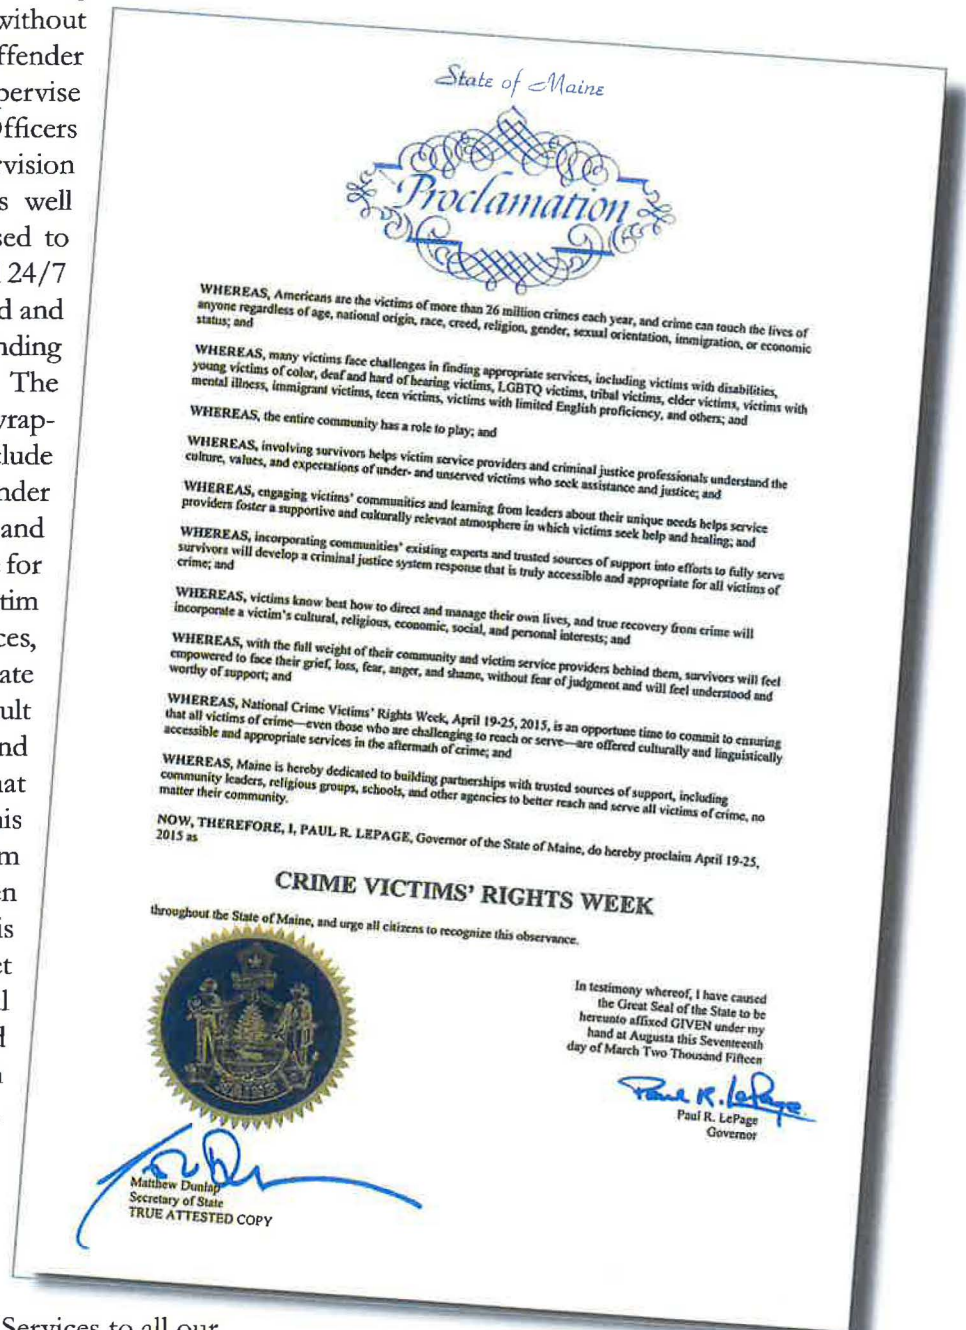 without
ffender
pervise
Officers
rvision
s well
sed to
24/7
d and
nding
The
wrap-
clude
nder
and
for
tim
ces,
ate
ult
nd
hat
his
m
en
is
et
l
d
n
State of Maine
Proclamation
WHEREAS, Americans are the victims of more than 26 million crimes each year, and crime can touch the lives of
anyone regardless of age, national origin, race, creed, religion, gender, sexual orientation, immigration, or economic
status; and
WHEREAS, many victims face challenges in finding appropriate services, including victims with disabilities,
young victims of color, deaf and hard of hearing victims, LGBTQ victims, tribal victims, elder victims, victims with
mental illness, immigrant victims, teen victims, victims with limited English proficiency, and others; and
WHEREAS, the entire community has a role to play; and
WHEREAS, involving survivors helps victim service providers and criminal justice professionals understand the
culture, values, and expectations of under- and unserved victims who seek assistance and justice; and
WHEREAS, engaging victims' communities and learning from leaders about their unique needs helps service
providers foster a supportive and culturally relevant atmosphere in which victims seek help and healing; and
WHEREAS, incorporating communities' existing experts and trusted sources of support into efforts to fully serve
survivors will develop a criminal justice system response that is truly accessible and appropriate for all victims of
crime; and
WHEREAS, victims know best how to direct and manage their own lives, and true recovery from crime will
incorporate a victim's cultural, religious, economic, social, and personal interests; and
WHEREAS, with the full weight of their community and victim service providers behind them, survivors will feel
empowered to face their grief, loss, fear, anger, and shame, without fear of judgment and will feel understood and
worthy of support; and
WHEREAS, National Crime Victims' Rights Week, April 19-25, 2015, is an opportune time to commit to ensuring
that all victims of crime—even those who are challenging to reach or serve—are offered culturally and linguistically
accessible and appropriate services in the aftermath of crime; and
WHEREAS, Maine is hereby dedicated to building partnerships with trusted sources of support, including
community leaders, religious groups, schools, and other agencies to better reach and serve all victims of crime, no
matter their community.
NOW, THEREFORE, I, PAUL R. LEPAGE, Governor of the State of Maine, do hereby proclaim April 19-25,
2015 as
CRIME VICTIMS' RIGHTS WEEK
throughout the State of Maine, and urge all citizens to recognize this observance.
MAINE
In testimony whereof, I have caused
the Great Seal of the State to be
hereunto affixed GIVEN under my
hand at Augusta this Seventeenth
day of March Two Thousand Fifteen
Paul R. LePage
Paul R. LePage
Governor
Matthew Dunlap
Secretary of State
TRUE ATTESTED COPY
Services to all our